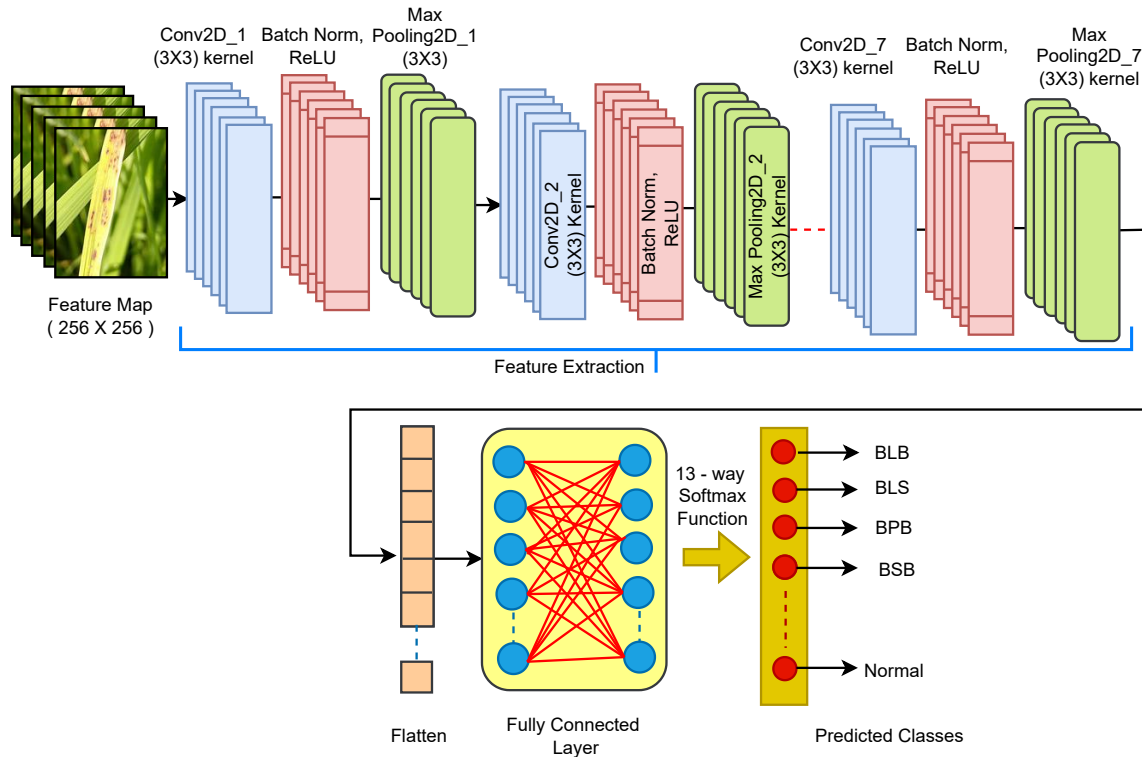 Conv2D_1
(3X3) kernel
Batch Norm,
ReLU
Max
Pooling2D_1
(3X3)
Conv2D_2
(3X3) Kernel
Batch Norm,
ReLU
Max Pooling2D_2
(3X3) Kernel
Conv2D_7
(3X3) kernel
Batch Norm,
ReLU
Max
Pooling2D_7
(3X3) kernel
Feature Map
( 256 X 256 )
Feature Extraction
13 - way
Softmax
Function
BLB
BLS
BPB
BSB
Normal
Flatten
Fully Connected
Layer
Predicted Classes